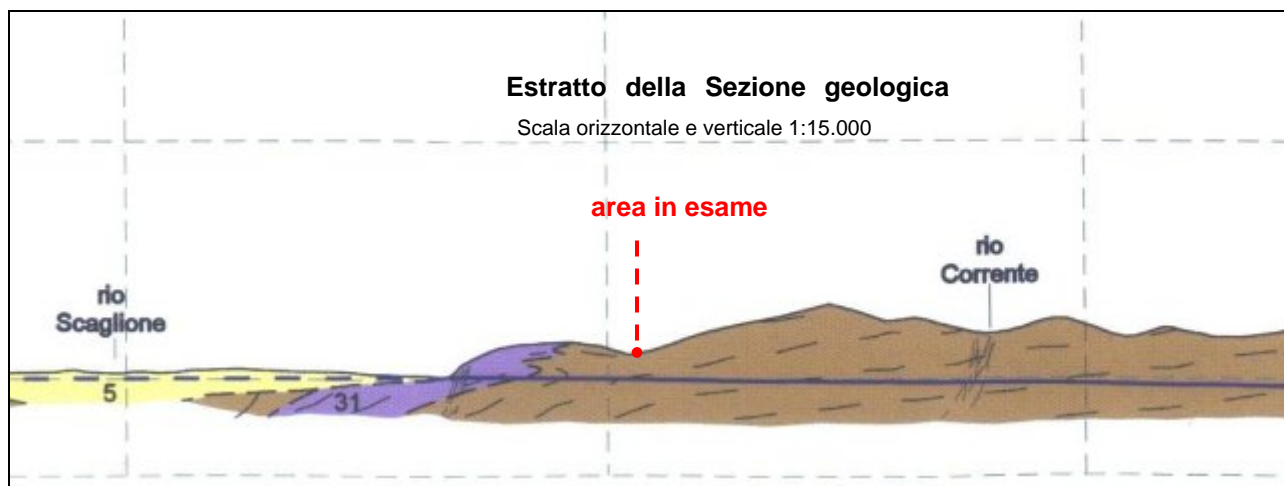 Estratto della Sezione geologica
Scala orizzontale e verticale 1:15.000
area in esame
rio
Corrente
rio
Scaglione
5
31